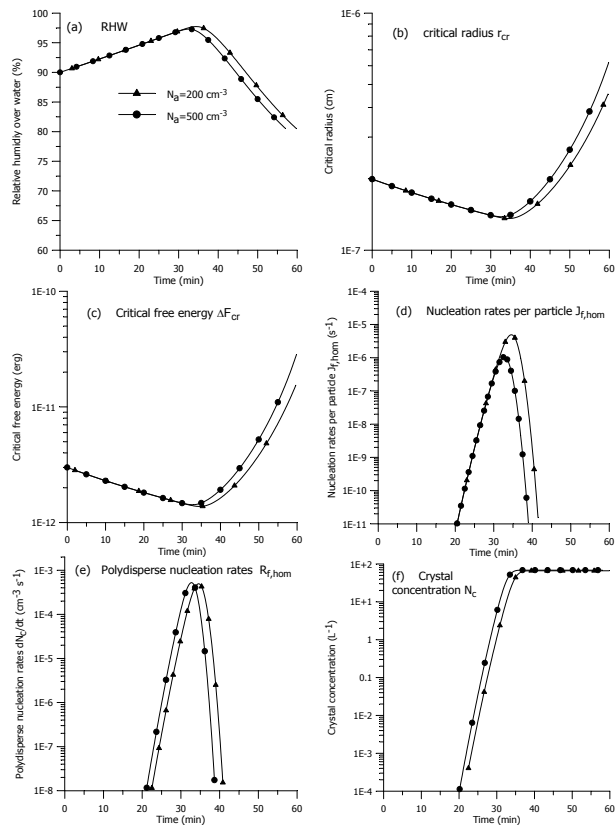 (a) RHW
Relative humidiy over water (%)
100
95
90
85
80
75
70
65
60
Nₐ=200 cm⁻³
Nₐ=500 cm⁻³
0 10 20 30 40 50 60
Time (min)
(b) critical radius r_cr
Critical radius (cm)
1E-6
1E-7
0 10 20 30 40 50 60
Time (min)
(c) Critical free energy ΔF_cr
Critical free energy (erg)
1E-10
1E-11
1E-12
0 10 20 30 40 50 60
Time (min)
(d) Nucleation rates per particle J_f,hom
Nucleation rates per particle J_f,hom (s⁻¹)
1E-4
1E-5
1E-6
1E-7
1E-8
1E-9
1E-10
1E-11
0 10 20 30 40 50 60
Time (min)
(e) Polydisperse nucleation rates R_f,hom
Polydisperse nucleation rates dN_c/dt (cm⁻³ s⁻¹)
1E-3
1E-4
1E-5
1E-6
1E-7
1E-8
0 10 20 30 40 50 60
Time (min)
(f) Crystal
concentration N_c
Crystal concentration (L⁻¹)
1E+2
1E+1
1
0.1
1E-2
1E-3
1E-4
0 10 20 30 40 50 60
Time (min)